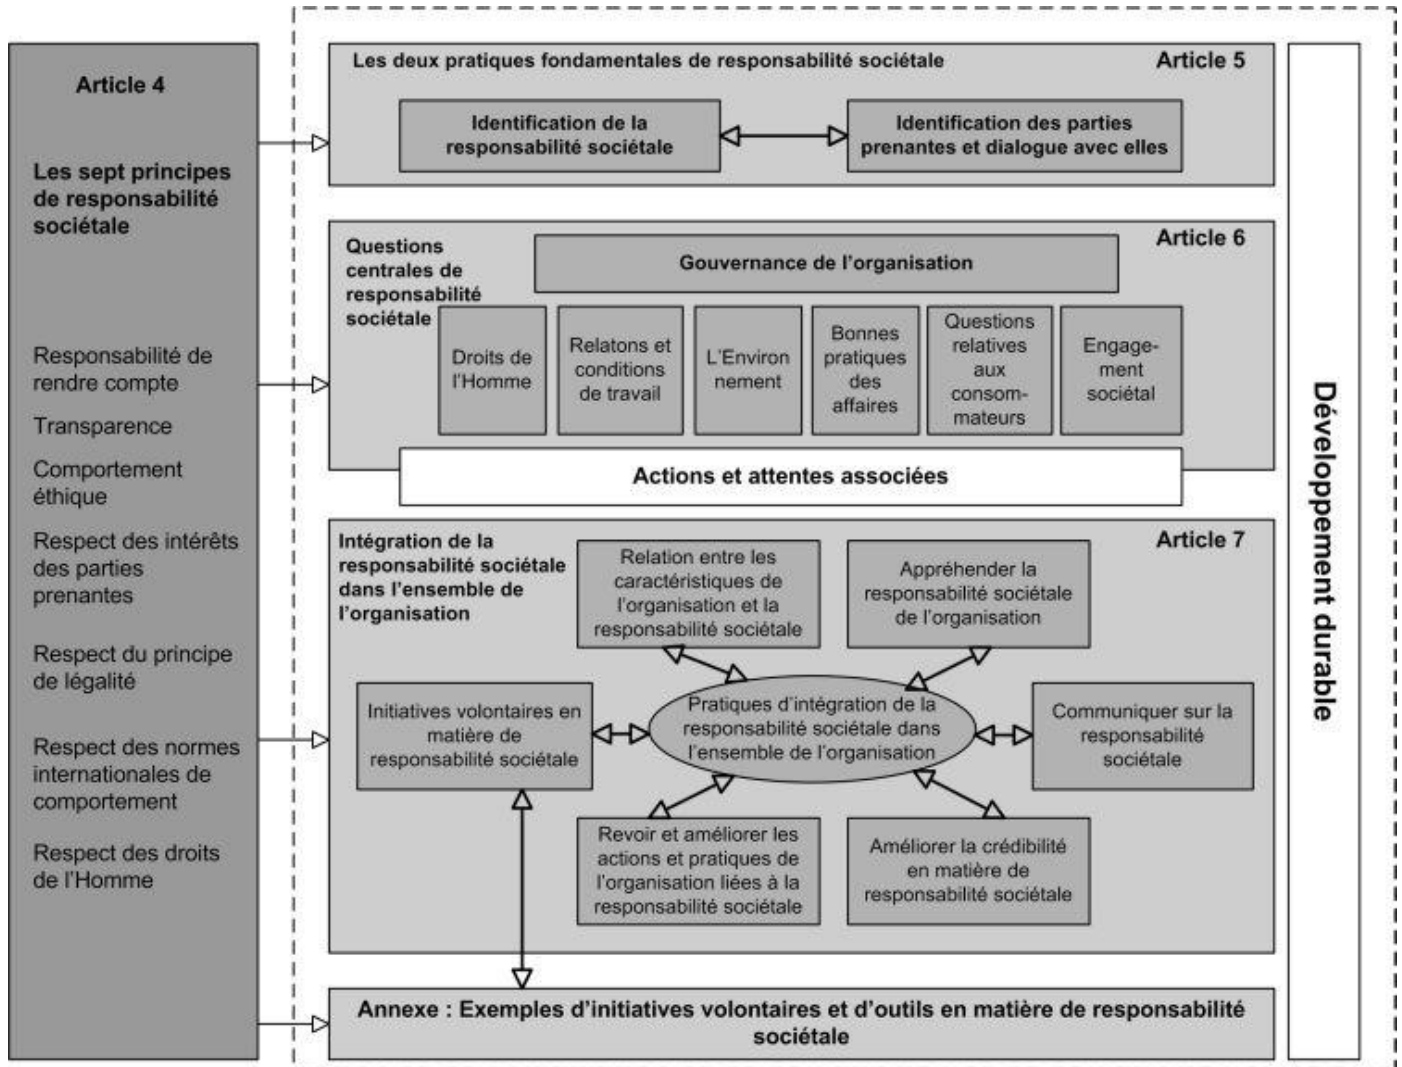 Article 4
Les sept principes
de responsabilité
sociétale
Responsabilité de
rendre compte
Transparence
Comportement
éthique
Respect des intérêts
des parties
prenantes
Respect du principe
de légalité
Respect des normes
internationales de
comportement
Respect des droits
de l'Homme
Les deux pratiques fondamentales de responsabilité sociétale
Article 5
Identification de la
responsabilité sociétale
Identification des parties
prenantes et dialogue avec elles
Questions
centrales de
responsabilité
sociétale
Article 6
Gouvernance de l'organisation
Droits de
l'Homme
Relatons et
conditions
de travail
L'Environ
nement
Bonnes
pratiques
des
affaires
Questions
relatives
aux
consom-
mateurs
Engage-
ment
sociétal
Actions et attentes associées
Intégration de la
responsabilité sociétale
dans l'ensemble de
l'organisation
Article 7
Relation entre les
caractéristiques de
l'organisation et la
responsabilité sociétale
Appréhender la
responsabilité sociétale
de l'organisation
Initiatives volontaires en
matière de
responsabilité sociétale
Pratiques d'intégration de la
responsabilité sociétale dans
l'ensemble de l'organisation
Communiquer sur la
responsabilité
sociétale
Revoir et améliorer les
actions et pratiques de
l'organisation liées à la
responsabilité sociétale
Améliorer la crédibilité
en matière de
responsabilité sociétale
Annexe : Exemples d'initiatives volontaires et d'outils en matière de responsabilité
sociétale
Développement durable